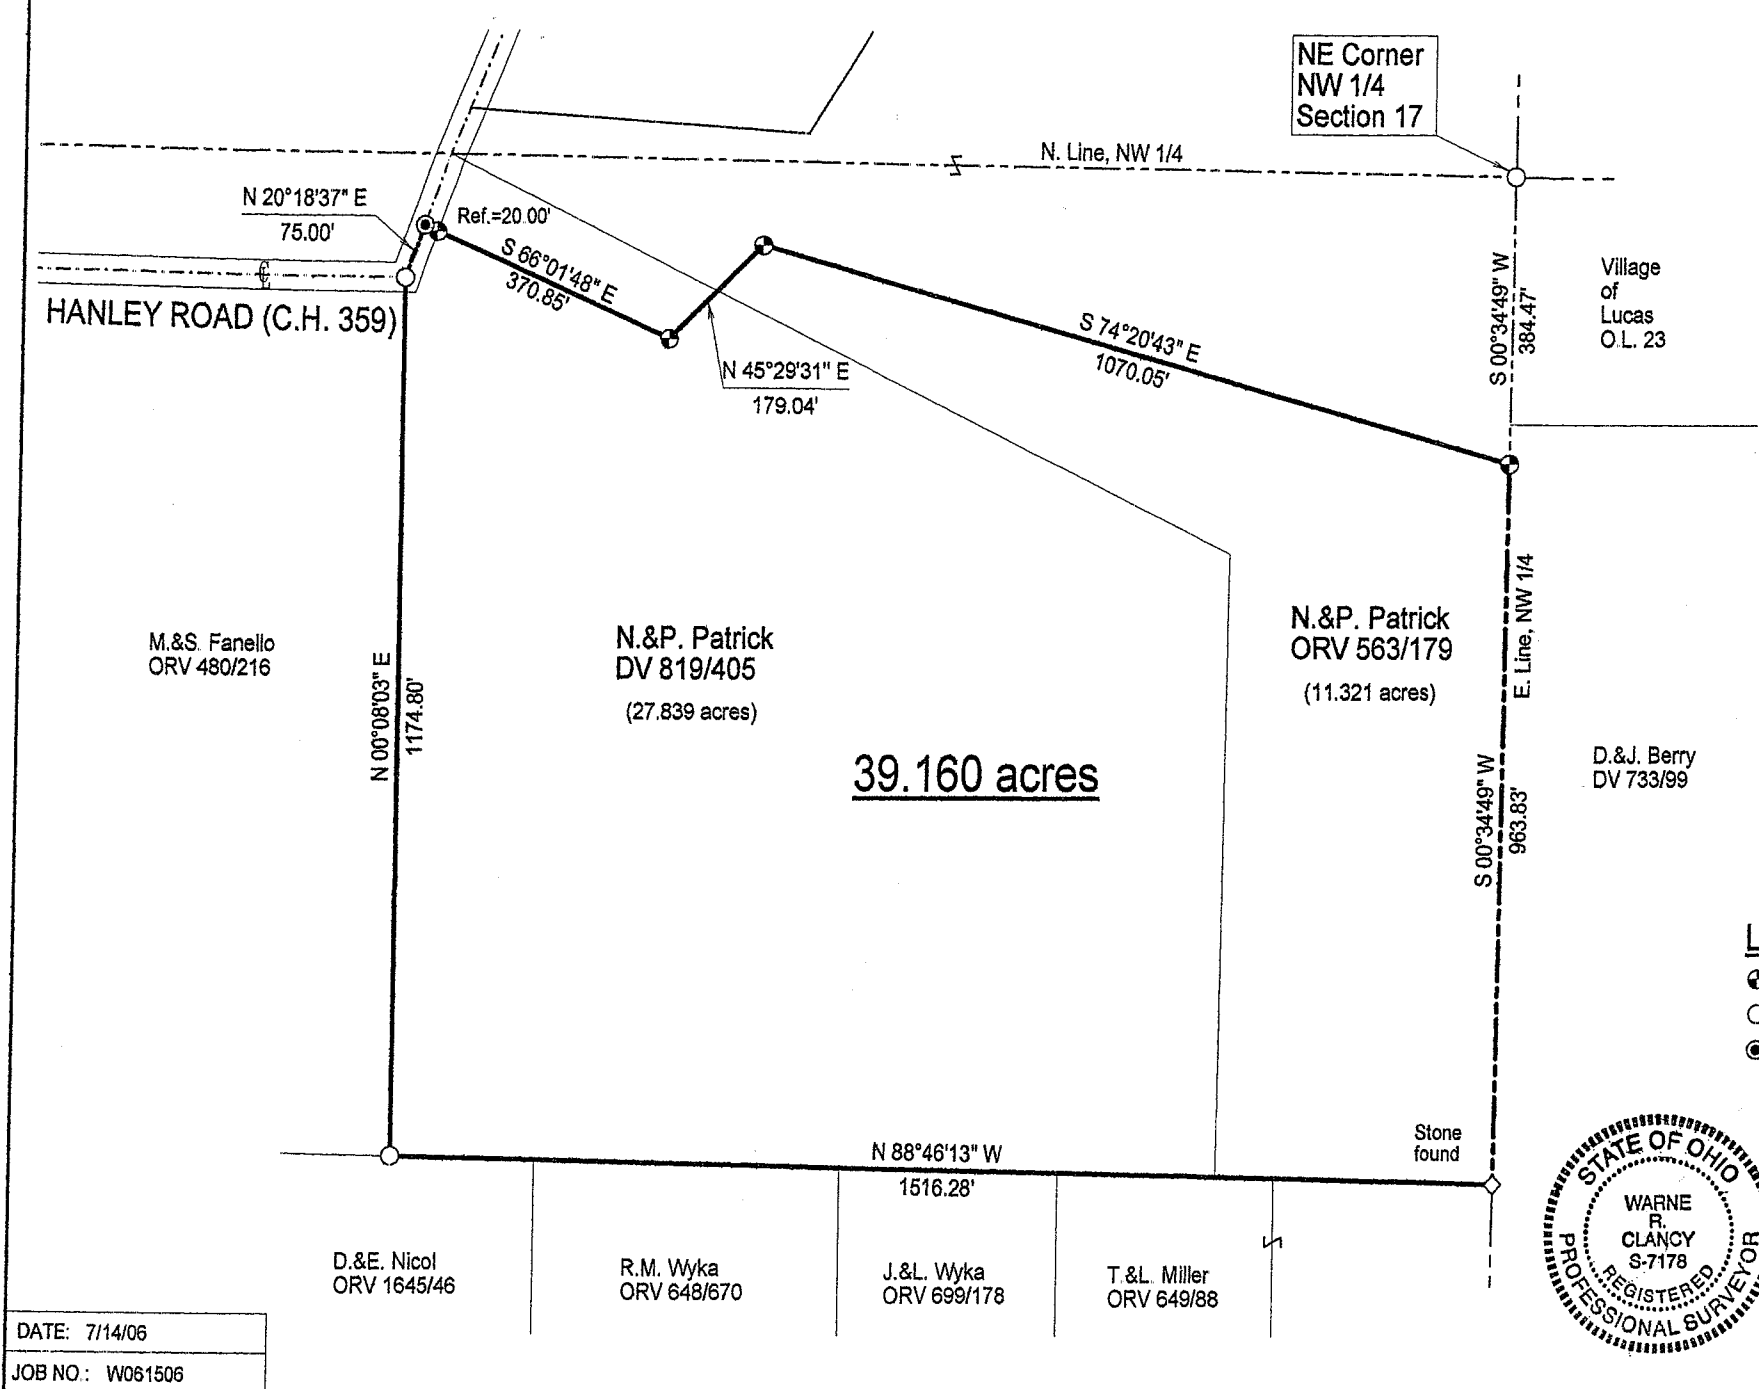 NE Corner
NW 1/4
Section 17
N. Line, NW 1/4
N 20°18'37" E
75.00'
Ref.=20.00'
S 66°01'48" E
370.85'
HANLEY ROAD (C.H. 359)
N 45°29'31" E
179.04'
S 74°20'43" E
1070.05'
S 00°34'49" W
384.47'
Village
of
Lucas
O.L. 23
M.&S. Fanello
ORV 480/216
N 00°08'03" E
1174.80'
N.&P. Patrick
DV 819/405
(27.839 acres)
39.160 acres
N.&P. Patrick
ORV 563/179
(11.321 acres)
E. Line, NW 1/4
S 00°34'49" W
963.83'
D.&J. Berry
DV 733/99
Stone
found
N 88°46'13" W
1516.28'
D.&E. Nicol
ORV 1645/46
R.M. Wyka
ORV 648/670
J.&L. Wyka
ORV 699/178
T.&L. Miller
ORV 649/88
STATE OF OHIO
WARNE
R.
CLANCY
S-7178
REGISTERED
PROFESSIONAL SURVEYOR
DATE: 7/14/06
JOB NO.: W061506